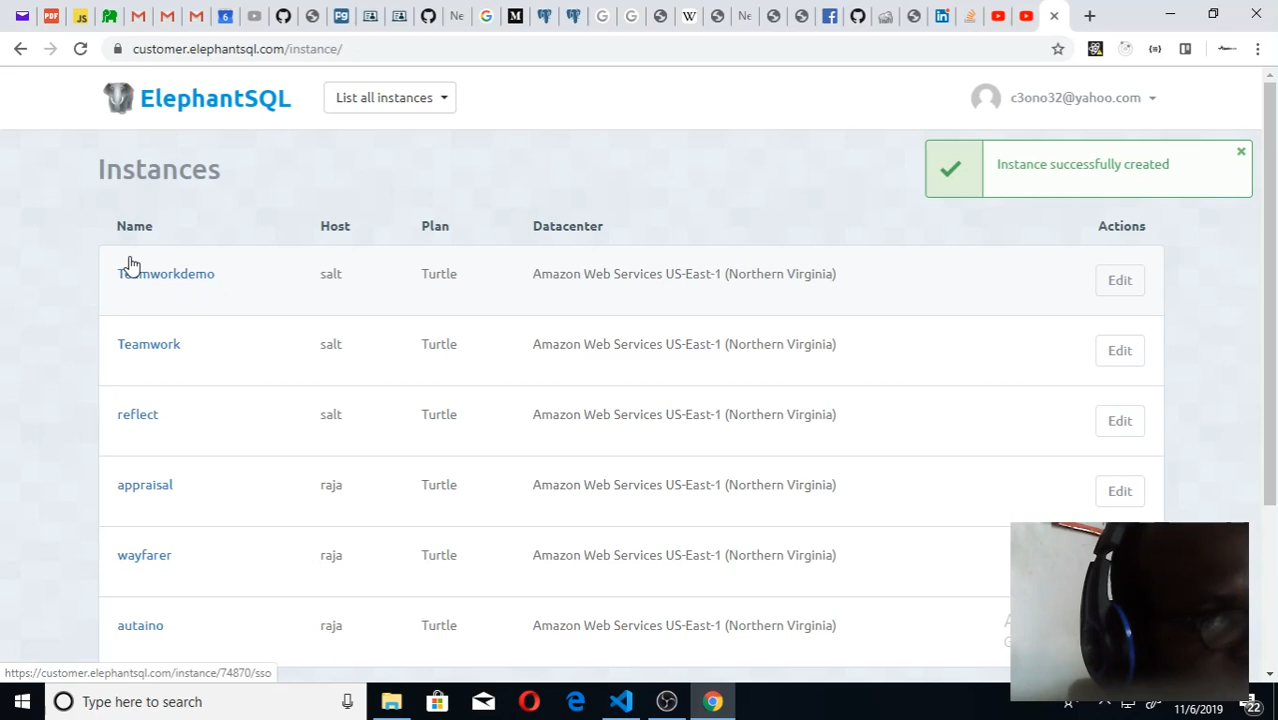 customer.elephantsql.com/instance/
ElephantSQL
List all instances
c3ono32@yahoo.com
Instances
Instance successfully created
Name Host Plan Datacenter Actions
Teamworkdemo salt Turtle Amazon Web Services US-East-1 (Northern Virginia) Edit
Teamwork salt Turtle Amazon Web Services US-East-1 (Northern Virginia) Edit
reflect salt Turtle Amazon Web Services US-East-1 (Northern Virginia) Edit
appraisal raja Turtle Amazon Web Services US-East-1 (Northern Virginia) Edit
wayfarer raja Turtle Amazon Web Services US-East-1 (Northern Virginia)
autaino raja Turtle Amazon Web Services US-East-1 (Northern Virginia)
https://customer.elephantsql.com/instance/74870/sso
Type here to search
11/6/2019
22